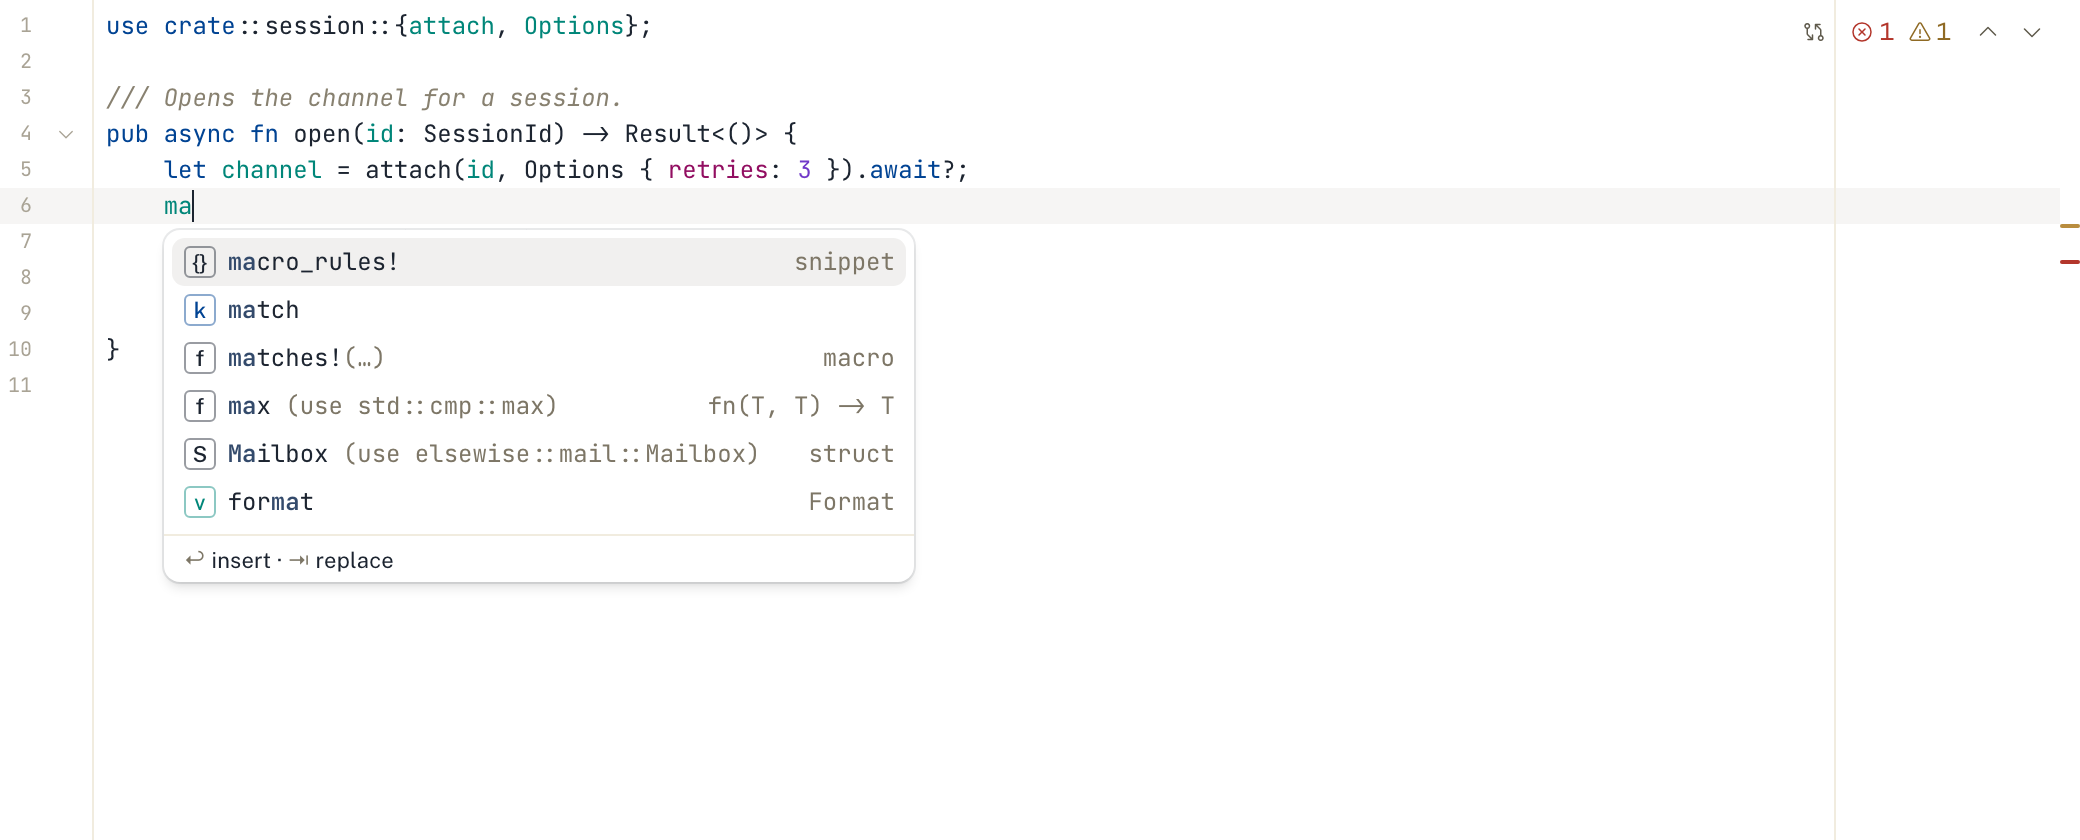 1 use crate::session::{attach, Options};
2
3 /// Opens the channel for a session.
4 pub async fn open(id: SessionId) -> Result<()> {
5 let channel = attach(id, Options { retries: 3 }).await?;
6 ma
7
8
9
10 }
11
1 1
{} macro_rules! snippet
k match
f matches!(…) macro
f max (use std::cmp::max) fn(T, T) -> T
S Mailbox (use elsewise::mail::Mailbox) struct
v format Format
↩ insert · ⇥ replace